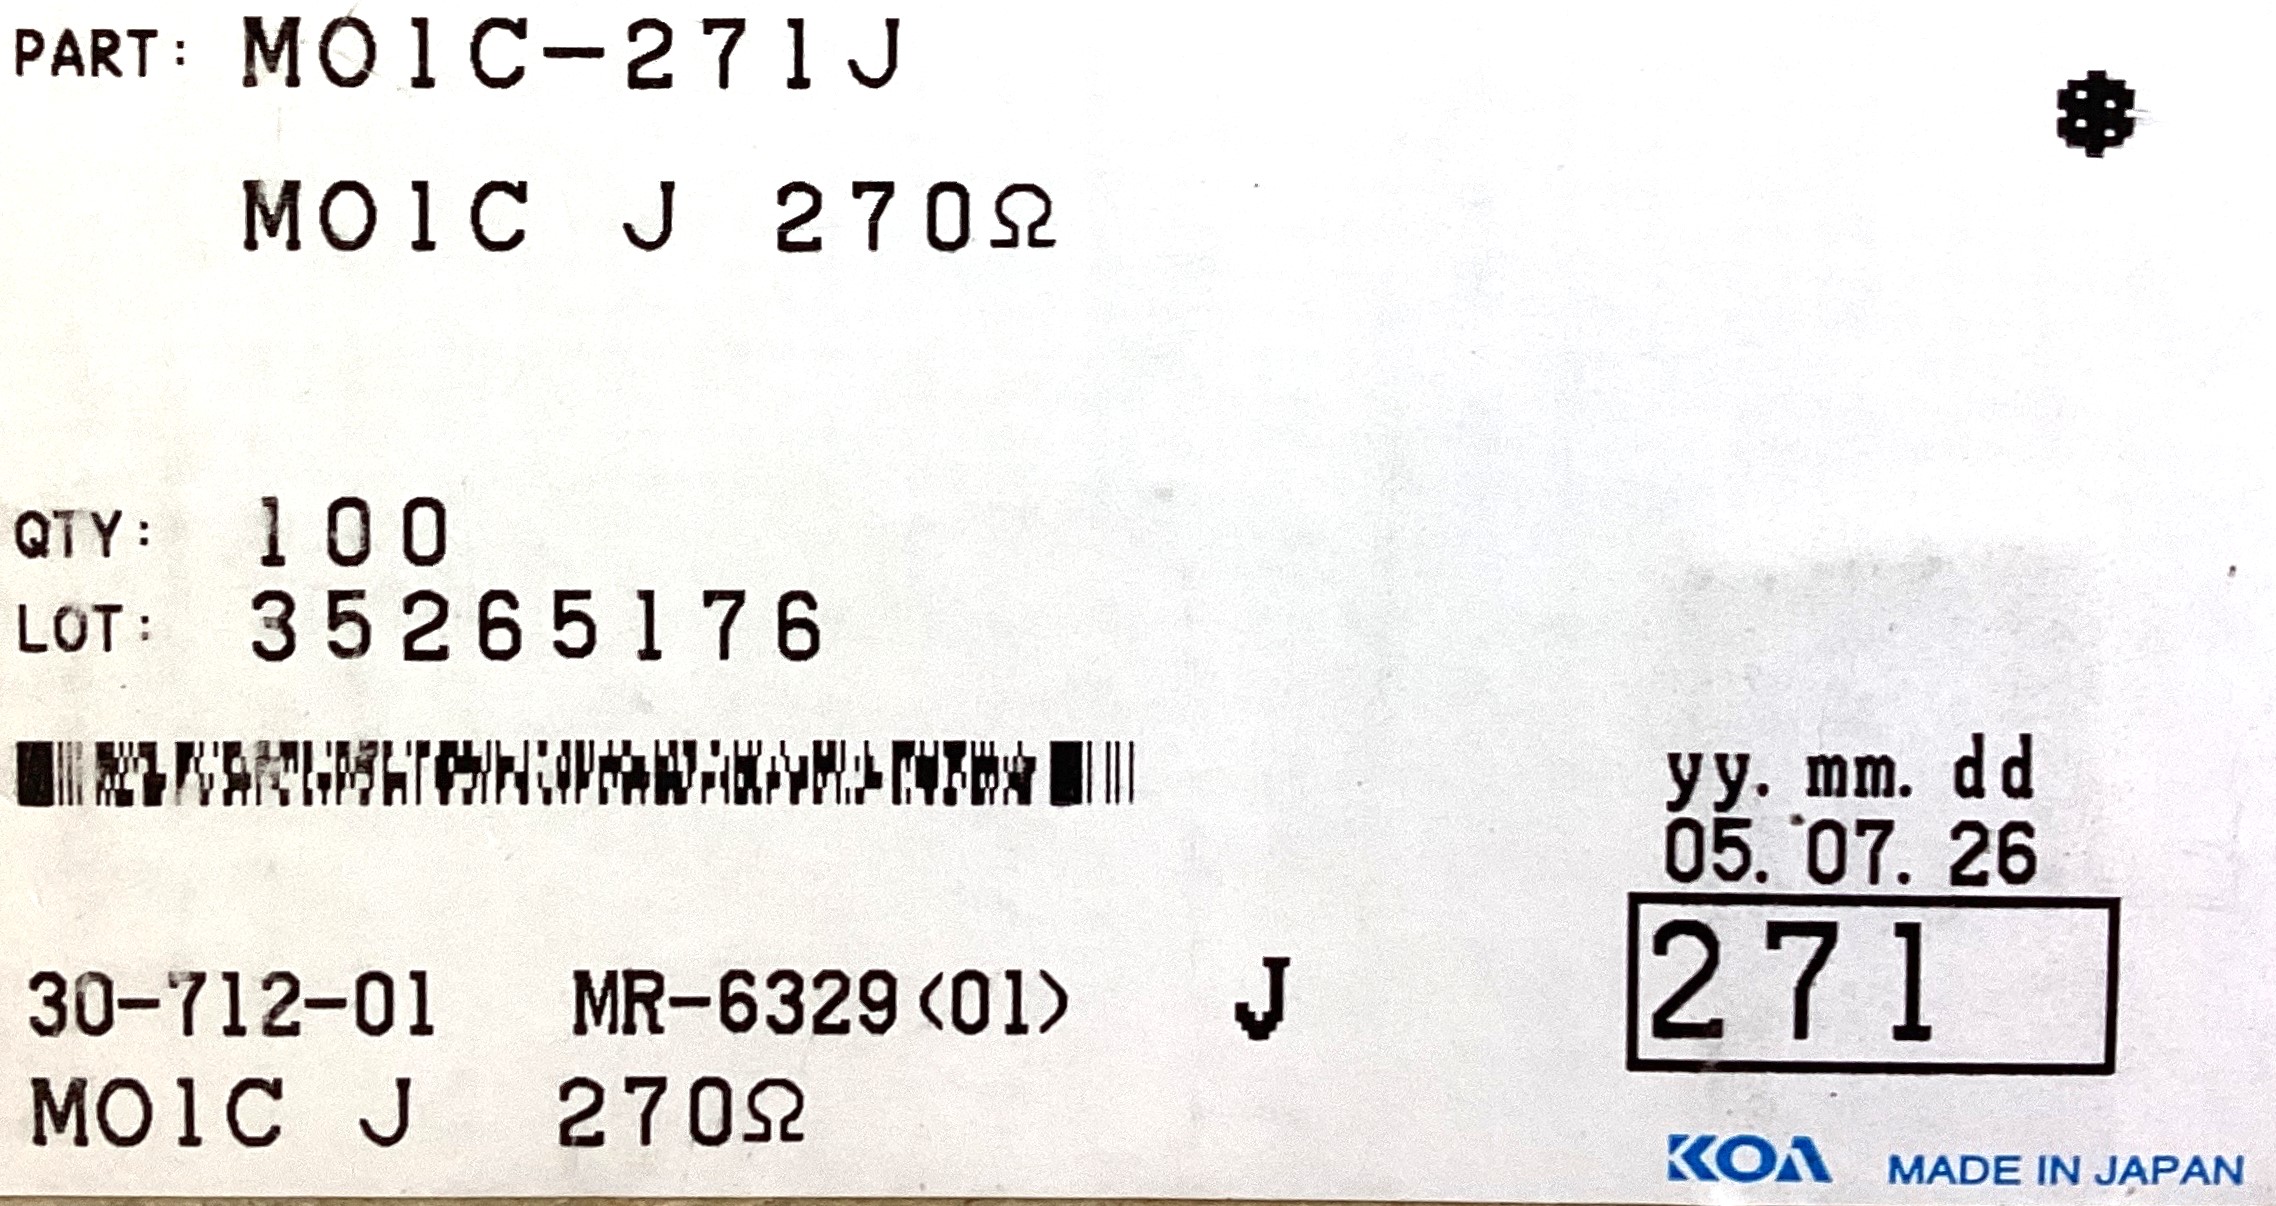 PART: MO1C-271J
MO1C J 270Ω
QTY: 100
LOT: 35265176
yy. mm. dd
05. 07. 26
30-712-01 MR-6329(01) J 271
MO1C J 270Ω
KOA MADE IN JAPAN